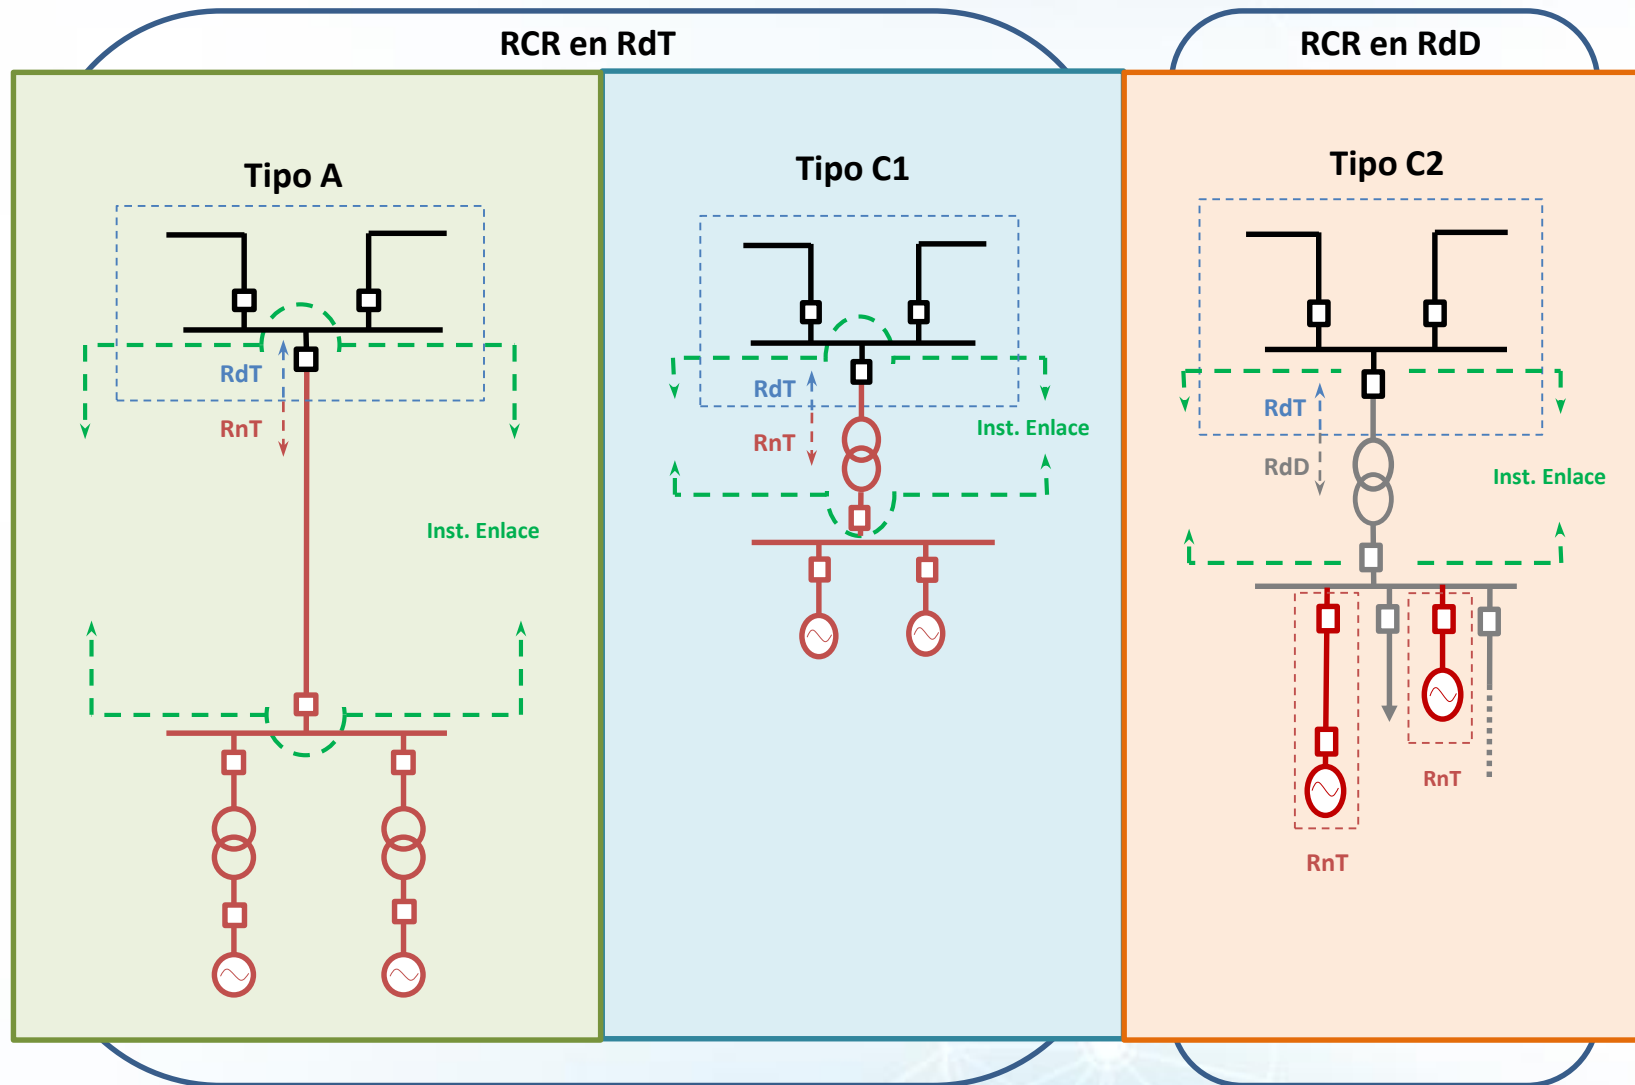 RCR en RdT
RCR en RdD
Tipo A
RdT
RnT
Inst. Enlace
Tipo C1
RdT
RnT
Inst. Enlace
Tipo C2
RdT
RdD
Inst. Enlace
RnT
RnT